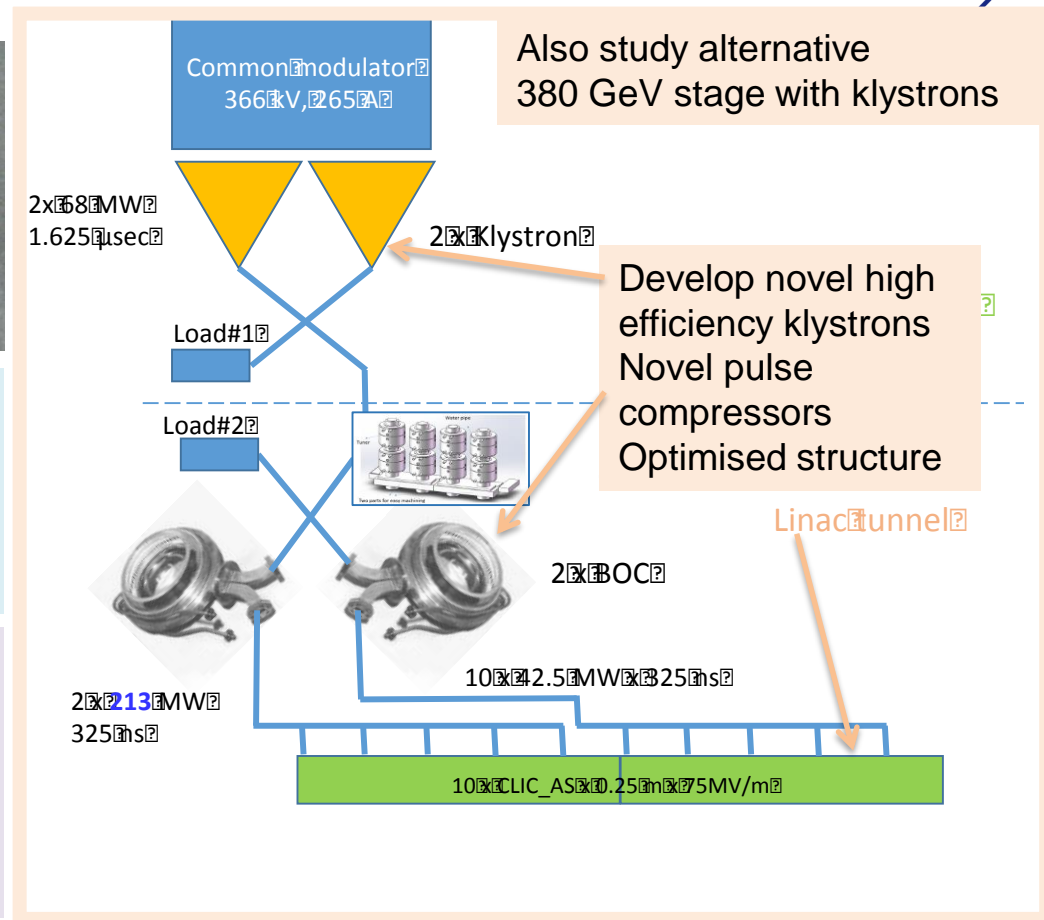 Also study alternative
380 GeV stage with klystrons
Common modulator
366 kV, 265 A
2x 68 MW
1.625 μsec
2 x Klystron
Develop novel high
efficiency klystrons
Novel pulse
compressors
Optimised structure
Load#1
Load#2
Water pipe
Tuner
Two parts for easy machining
Linac tunnel
2 x BOC
10 x 42.5 MW x 325 ns
2 x 213 MW
325 ns
10 x CLIC_AS x 0.25 m x 75MV/m